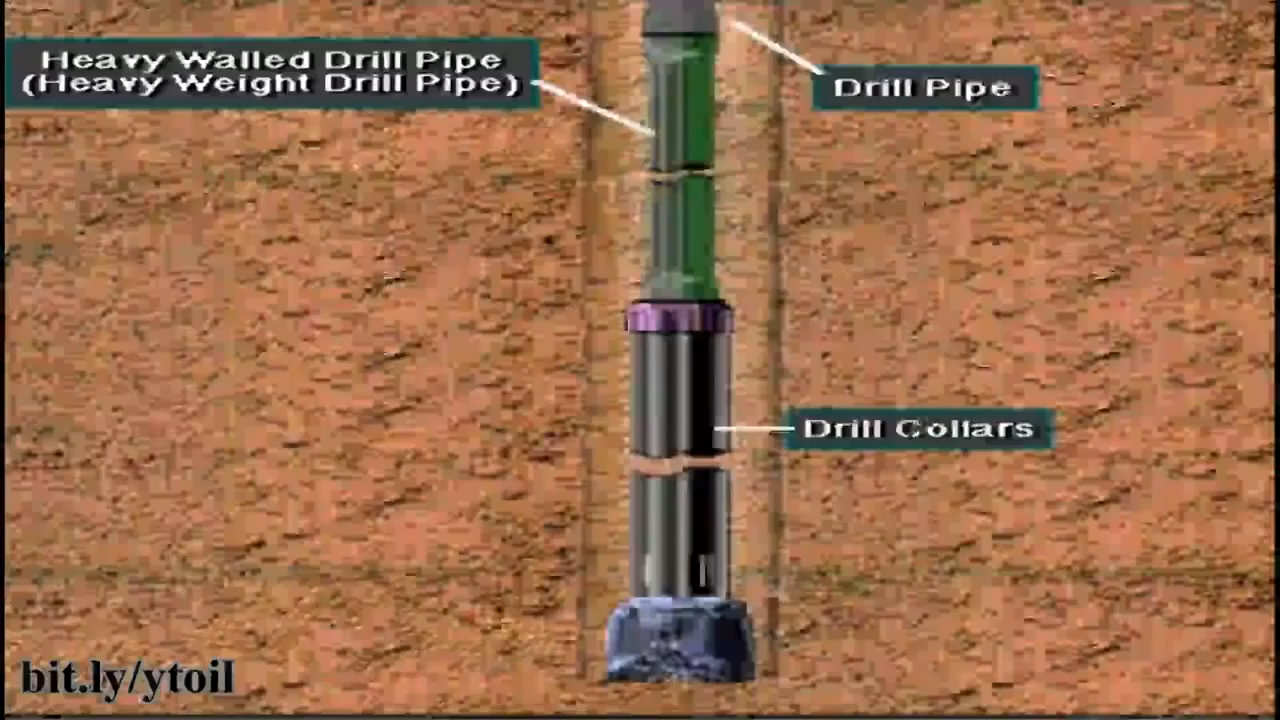 Heavy Walled Drill Pipe
(Heavy Weight Drill Pipe)
Drill Pipe
Drill Collars
bit.ly/ytoil